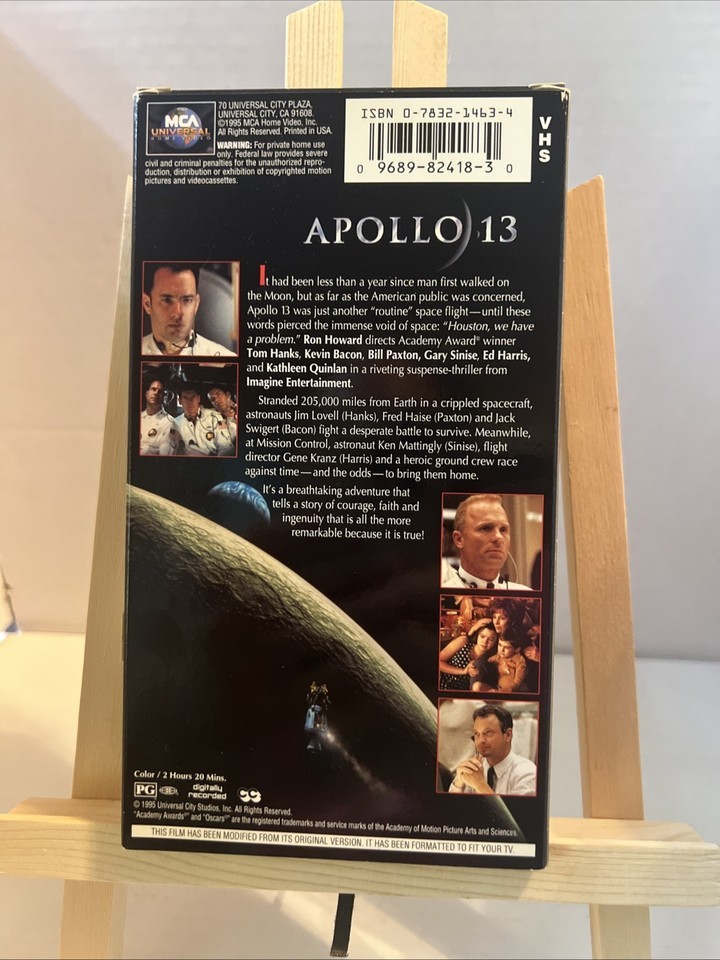 MCA
UNIVERSAL
HOME VIDEO
70 UNIVERSAL CITY PLAZA,
UNIVERSAL CITY, CA 91608.
©1995 MCA Home Video, Inc.
All Rights Reserved. Printed in USA.
WARNING: For private home use
only. Federal law provides severe
civil and criminal penalties for the unauthorized repro-
duction, distribution or exhibition of copyrighted motion
pictures and videocassettes.
ISBN 0-7832-1463-4
0 9689-82418-3 0
VHS
APOLLO 13
It had been less than a year since man first walked on
the Moon, but as far as the American public was concerned,
Apollo 13 was just another “routine” space flight—until these
words pierced the immense void of space: “Houston, we have
a problem.” Ron Howard directs Academy Award® winner
Tom Hanks, Kevin Bacon, Bill Paxton, Gary Sinise, Ed Harris,
and Kathleen Quinlan in a riveting suspense-thriller from
Imagine Entertainment.
Stranded 205,000 miles from Earth in a crippled spacecraft,
astronauts Jim Lovell (Hanks), Fred Haise (Paxton) and Jack
Swigert (Bacon) fight a desperate battle to survive. Meanwhile,
at Mission Control, astronaut Ken Mattingly (Sinise), flight
director Gene Kranz (Harris) and a heroic ground crew race
against time—and the odds—to bring them home.
It’s a breathtaking adventure that
tells a story of courage, faith and
ingenuity that is all the more
remarkable because it is true!
Color / 2 Hours 20 Mins.
PG
digitally
recorded
CC
© 1995 Universal City Studios, Inc. All Rights Reserved.
"Academy Awards®" and "Oscars®" are the registered trademarks and service marks of the Academy of Motion Picture Arts and Sciences.
THIS FILM HAS BEEN MODIFIED FROM ITS ORIGINAL VERSION. IT HAS BEEN FORMATTED TO FIT YOUR TV.